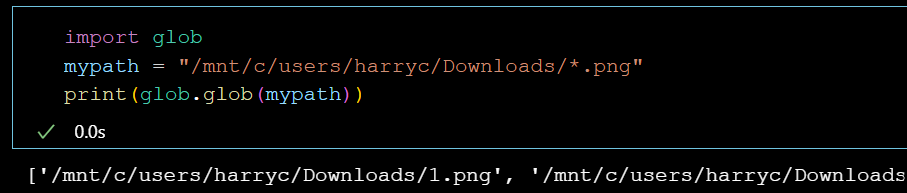 import glob
mypath = "/mnt/c/users/harryc/Downloads/*.png"
print(glob.glob(mypath))
0.0s
['/mnt/c/users/harryc/Downloads/1.png', '/mnt/c/users/harryc/Downloads